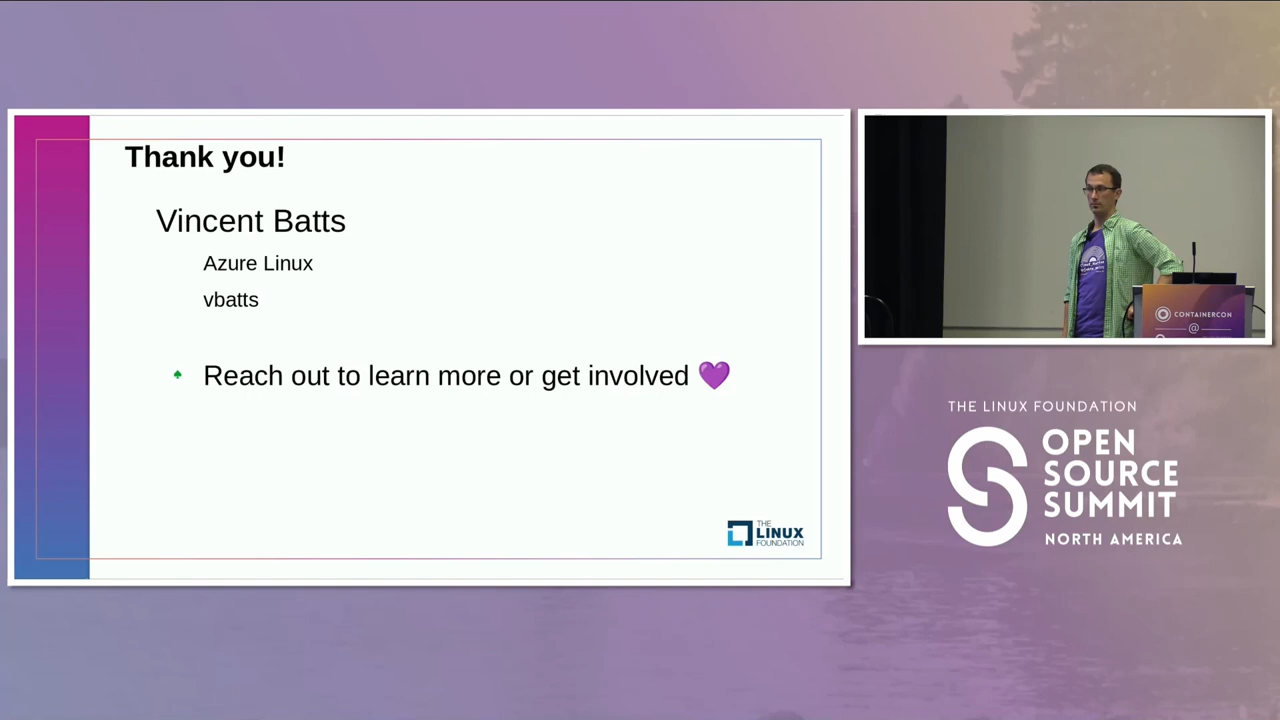 Thank you!
Vincent Batts
Azure Linux
vbatts
Reach out to learn more or get involved 💜
THE
LINUX
FOUNDATION
CONTAINERCON
@
THE LINUX FOUNDATION
OPEN
SOURCE
SUMMIT
NORTH AMERICA